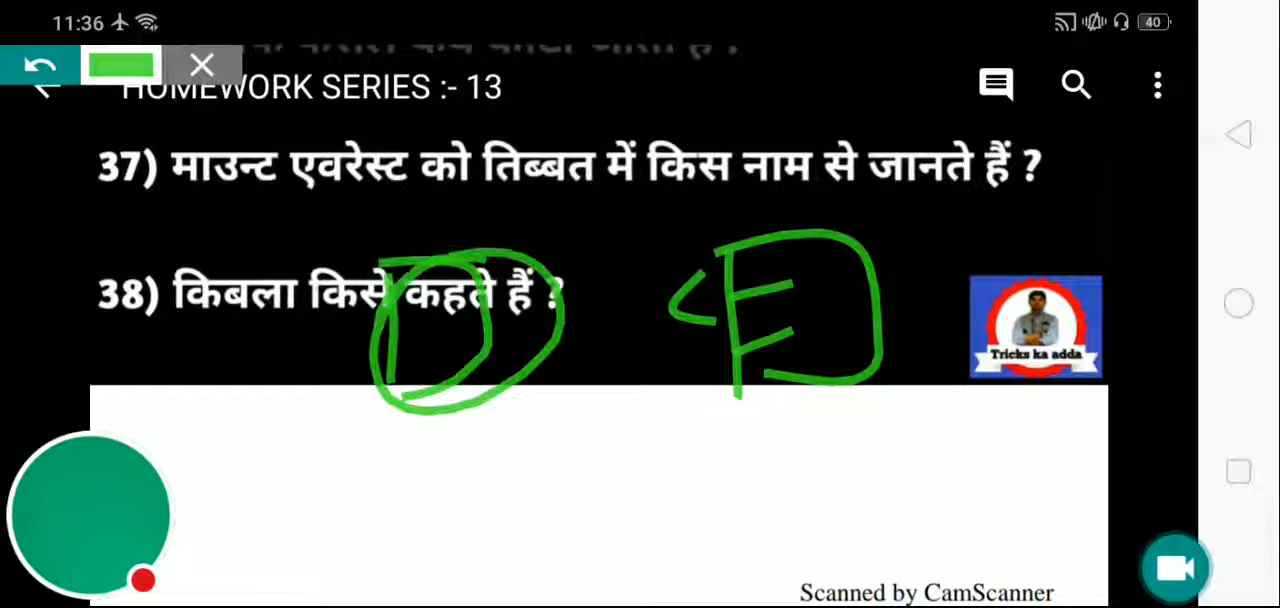 11:36
40
HOMEWORK SERIES :- 13
37) माउन्ट एवरेस्ट को तिब्बत में किस नाम से जानते हैं ?
38) किबला किसे कहते हैं ?
Tricks ka adda
Scanned by CamScanner